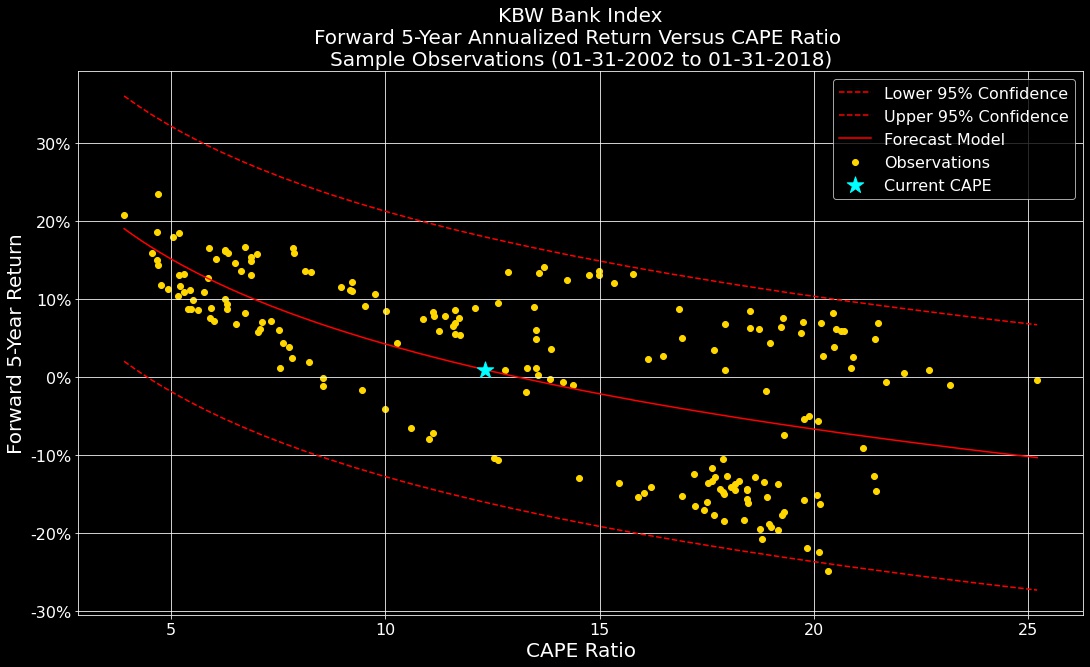 KBW Bank Index
Forward 5-Year Annualized Return Versus CAPE Ratio
Sample Observations (01-31-2002 to 01-31-2018)
Lower 95% Confidence
Upper 95% Confidence
Forecast Model
Observations
Current CAPE
Forward 5-Year Return
30%
20%
10%
0%
-10%
-20%
-30%
5 10 15 20 25
CAPE Ratio